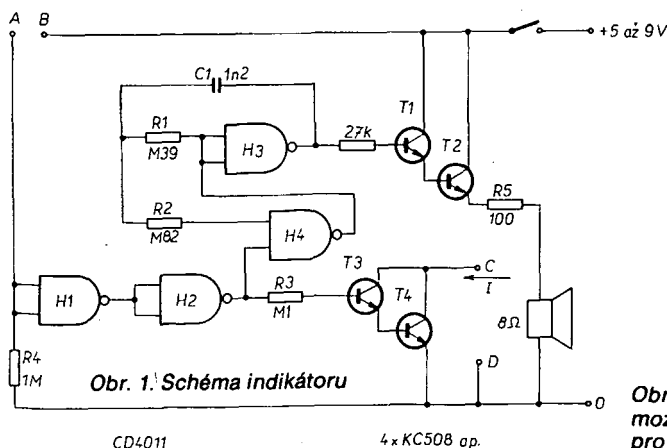 A B +5 až 9V
C1 1n2
R1 T1
M39 H3 27k T2
R2 R5
M82 H4 100
T3 C
H1 H2 R3 T4 I
M1 8Ω
R4 D
1M Obr. 1. Schéma indikátoru 0
CD4011 4 x KC508 ap.
Obr
moz
pro